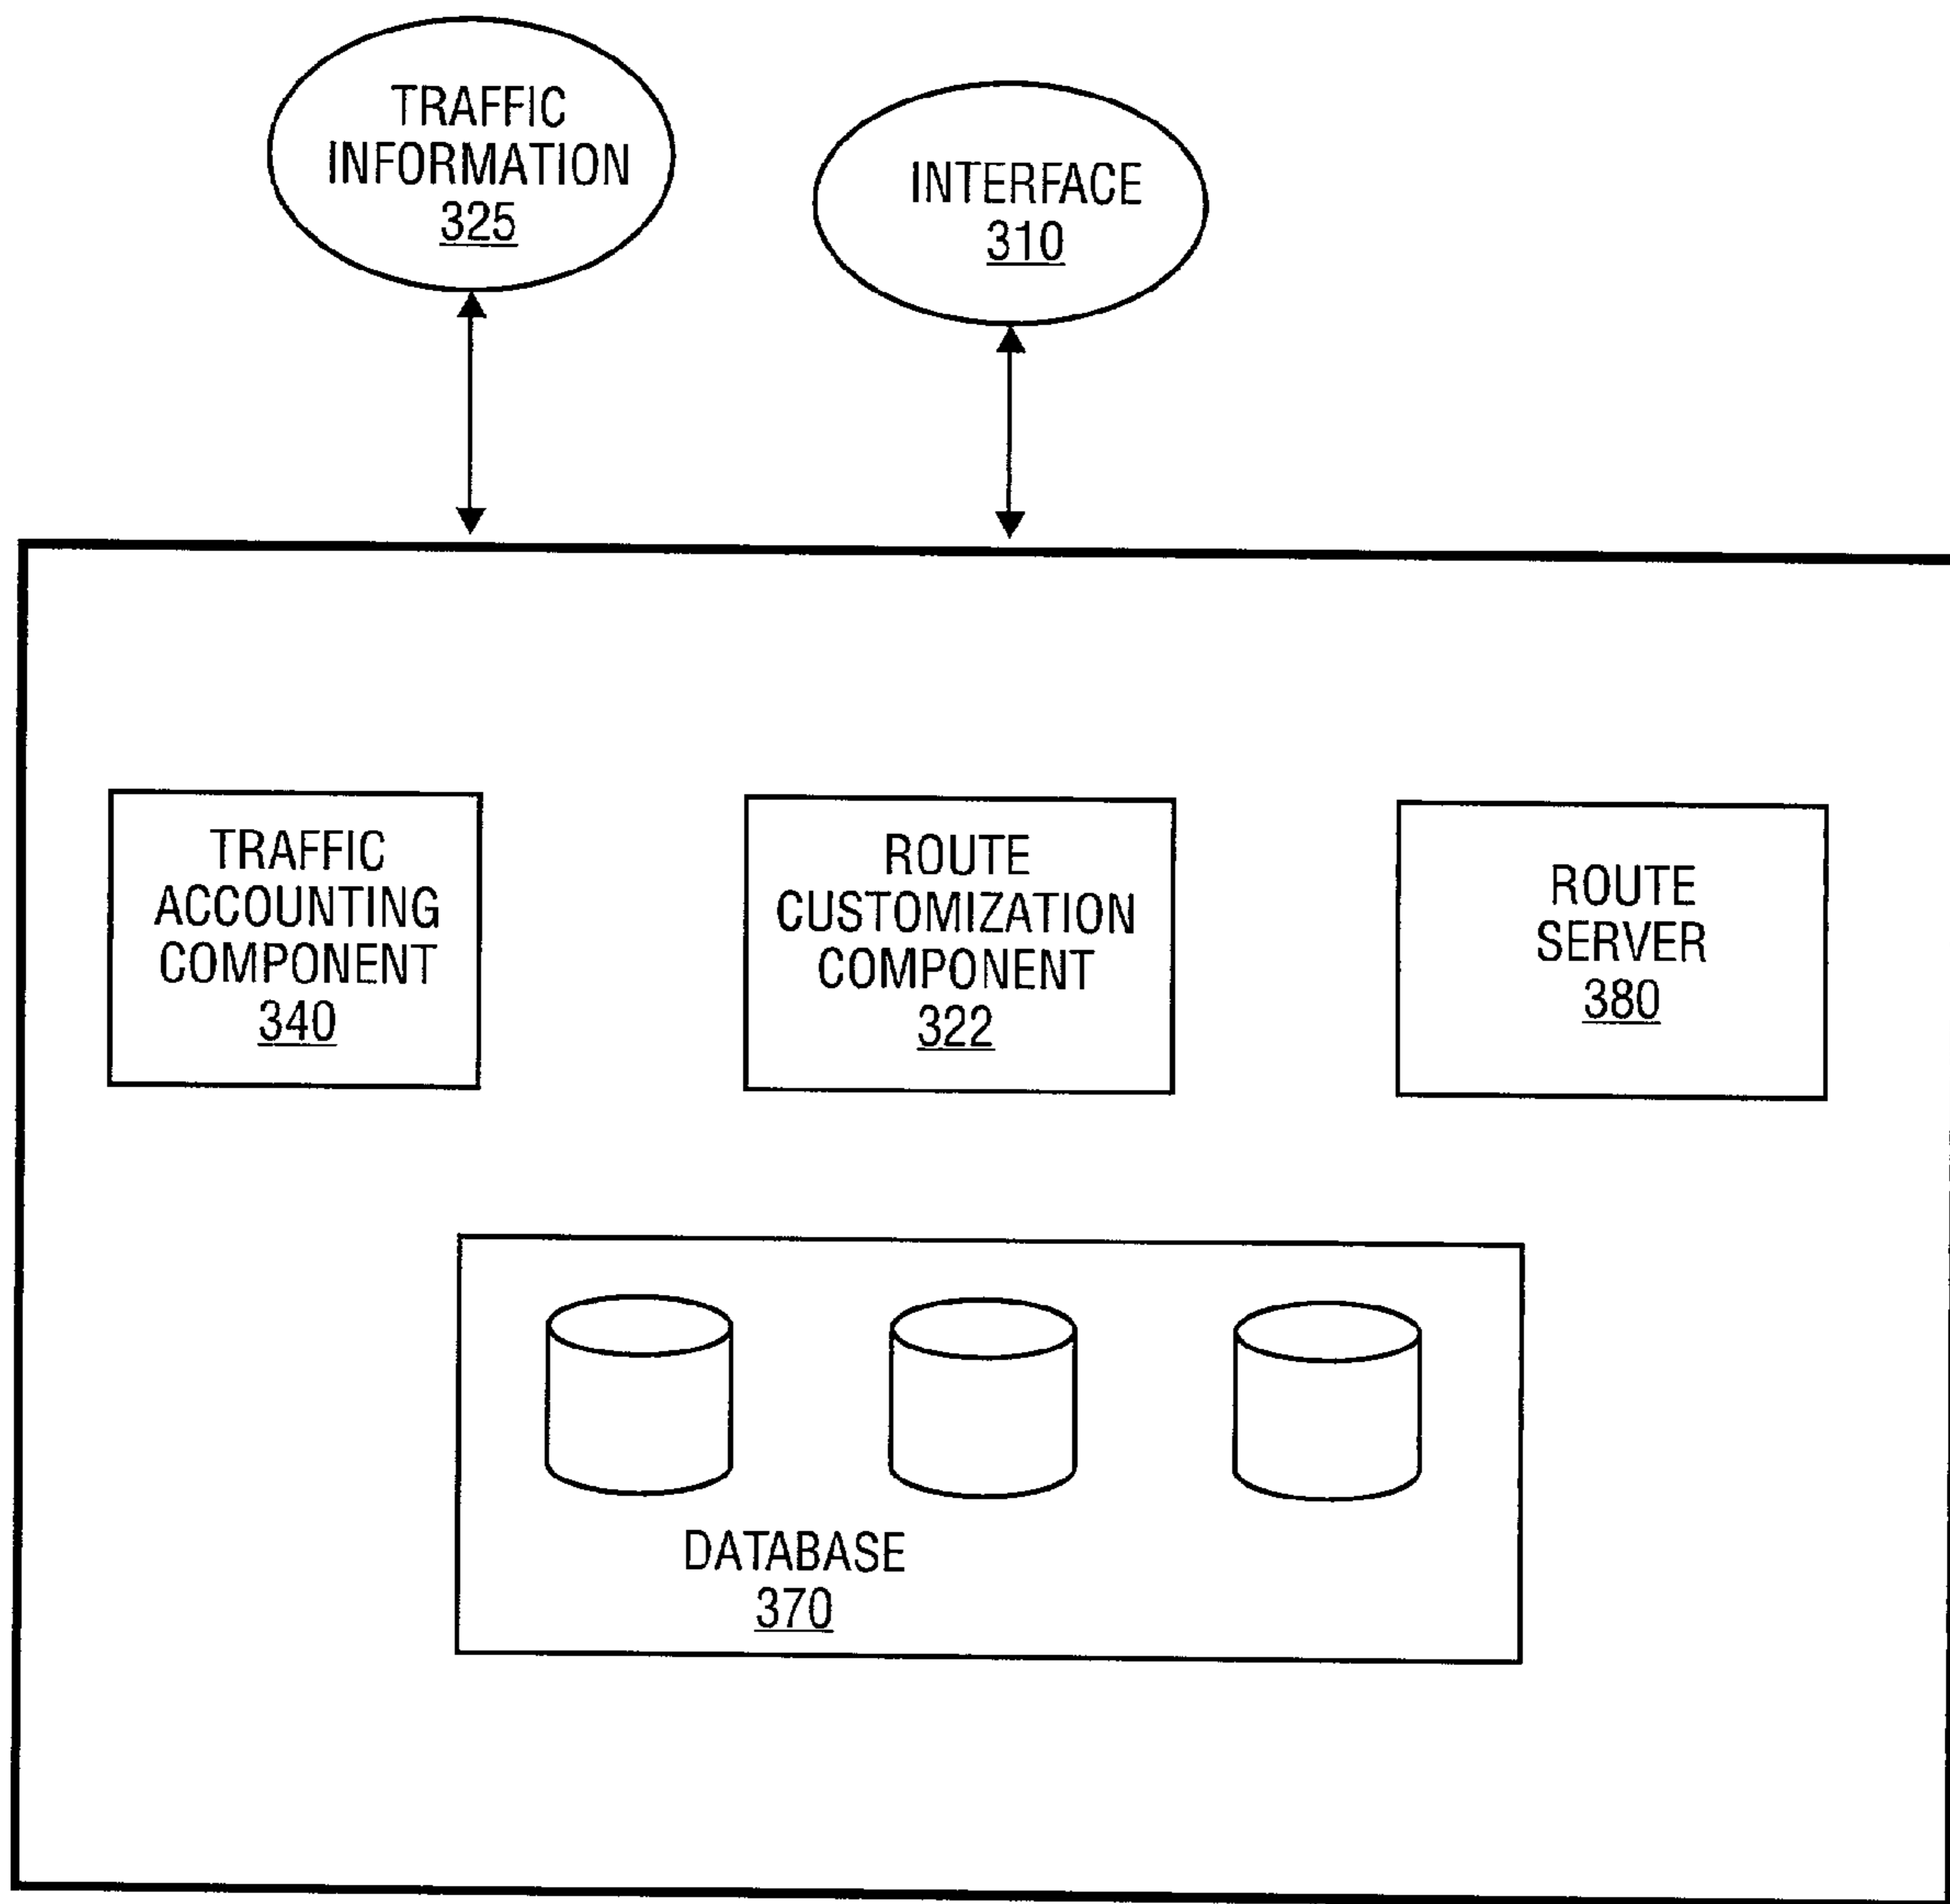 TRAFFIC
INFORMATION
325
INTERFACE
310
TRAFFIC
ACCOUNTING
COMPONENT
340
ROUTE
CUSTOMIZATION
COMPONENT
322
ROUTE
SERVER
380
DATABASE
370